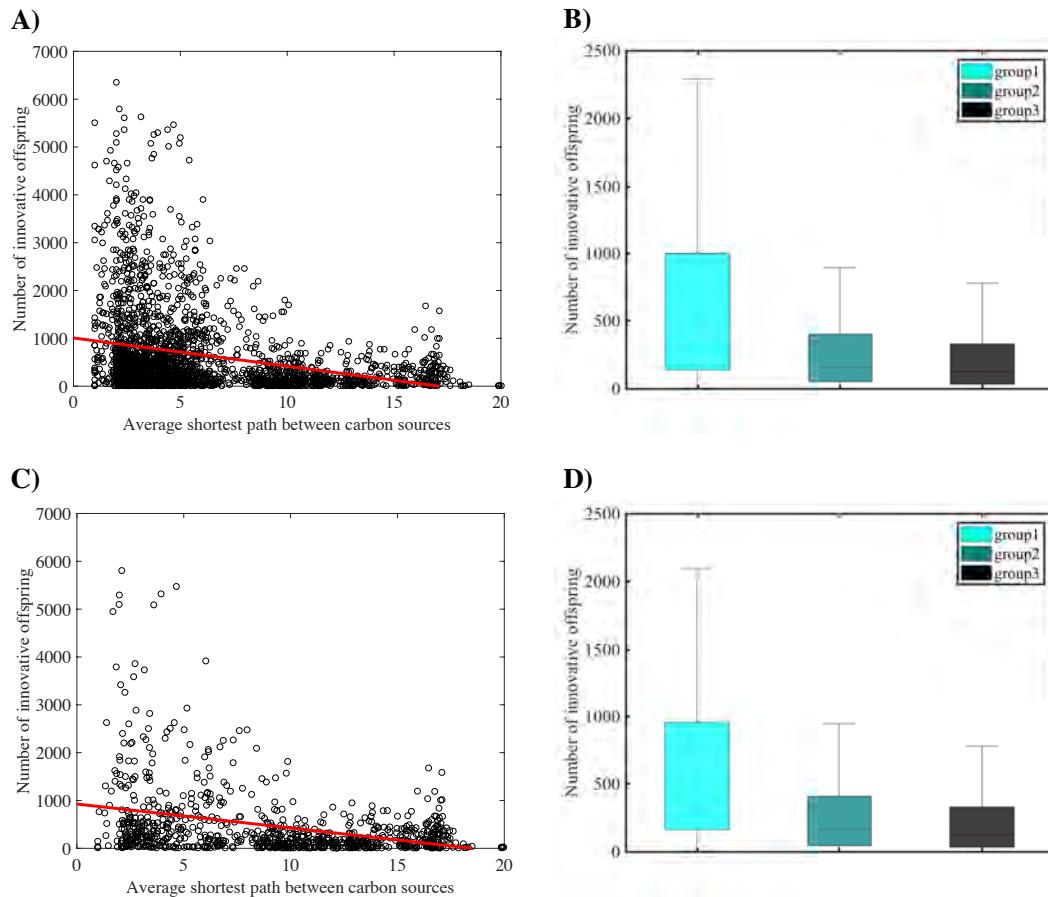 A)
7000
6000
5000
4000
3000
2000
1000
0
Number of innovative offspring
0 5 10 15 20
Average shortest path between carbon sources
B)
2500
2000
1500
1000
500
0
Number of innovative offspring
group1
group2
group3
C)
7000
6000
5000
4000
3000
2000
1000
0
Number of innovative offspring
0 5 10 15 20
Average shortest path between carbon sources
D)
2500
2000
1500
1000
500
0
Number of innovative offspring
group1
group2
group3